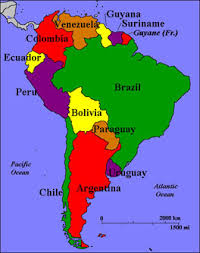 Guyana
Venezuela
Suriname
Guyane (Fr.)
Colombia
Ecuador
Peru
Brazil
Bolivia
Paraguay
Pacific
Ocean
Chile
Uruguay
Argentina
Atlantic
Ocean
2000 km
1500 mi